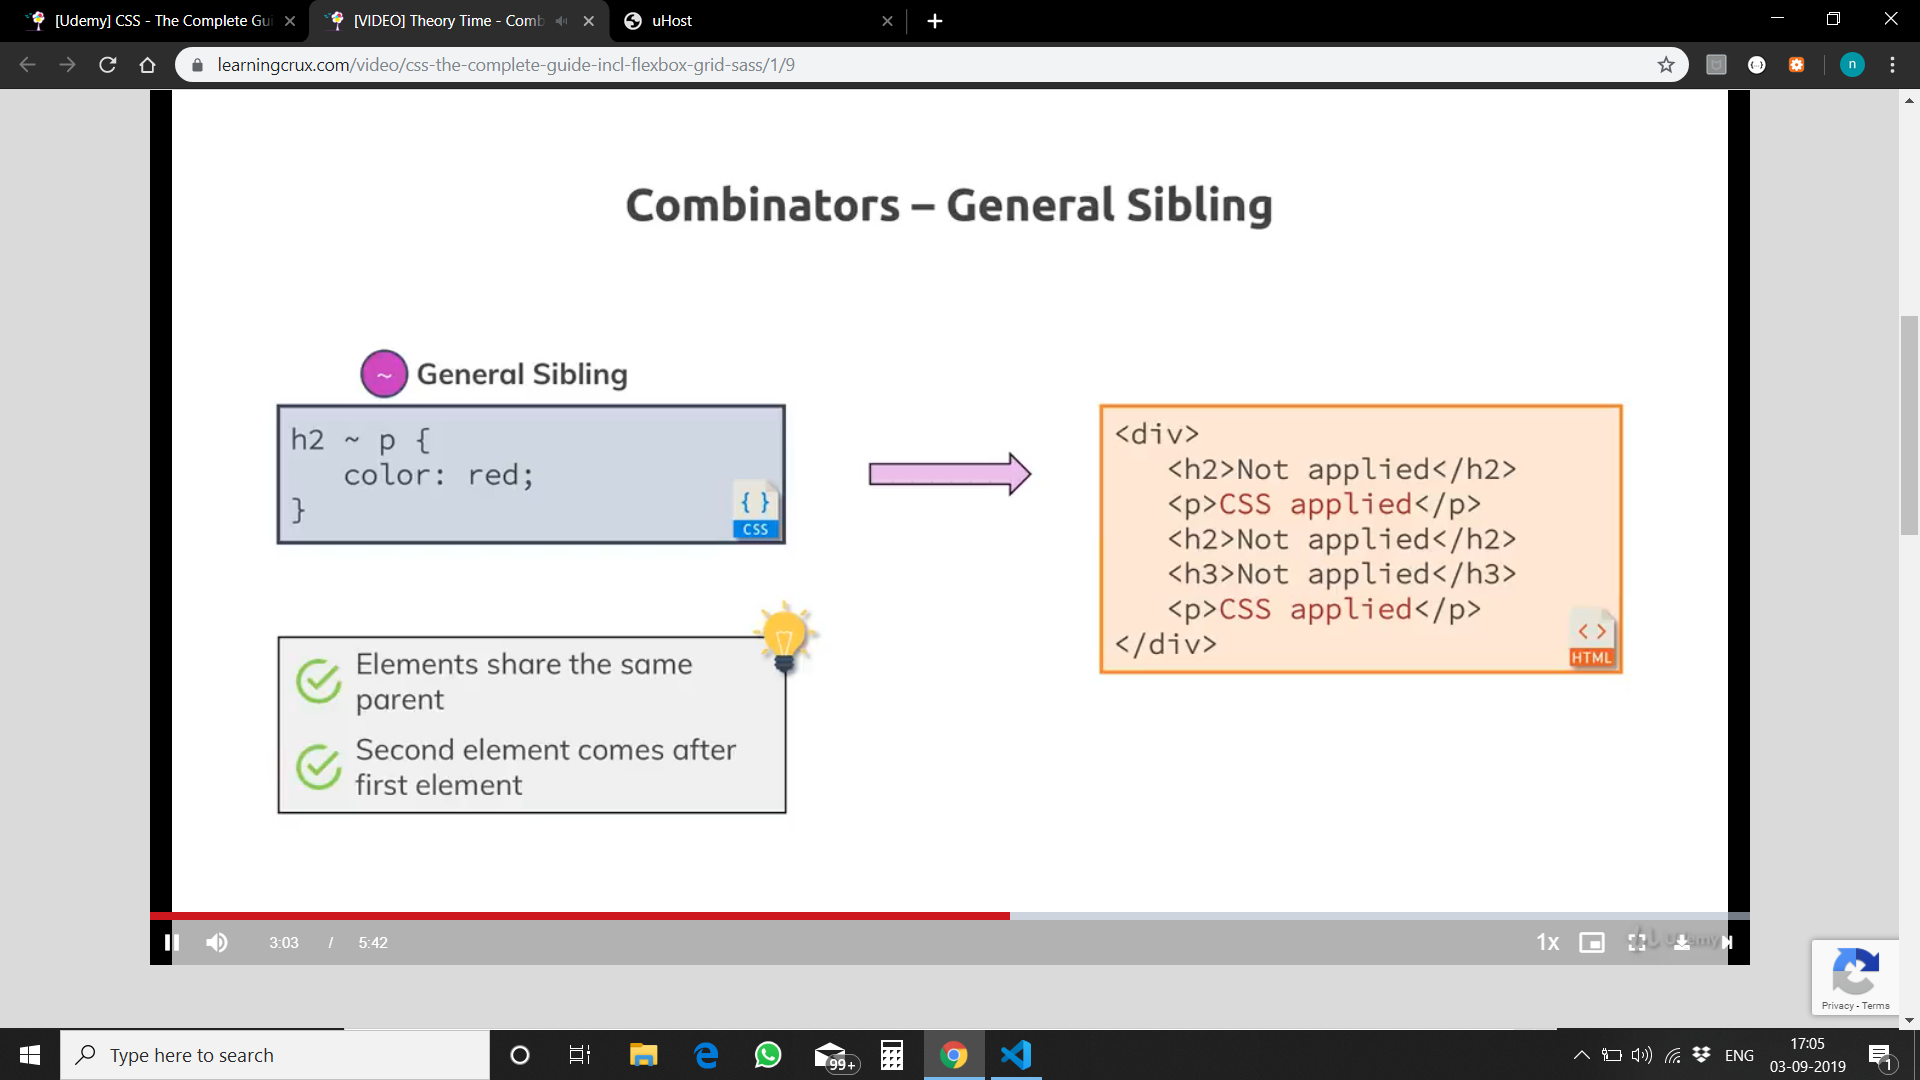 [Udemy] CSS - The Complete Gui
[VIDEO] Theory Time - Comb
uHost
learningcrux.com/video/css-the-complete-guide-incl-flexbox-grid-sass/1/9
n
Combinators – General Sibling
~ General Sibling
h2 ~ p {
color: red;
}
{ }
CSS
<div>
<h2>Not applied</h2>
<p>CSS applied</p>
<h2>Not applied</h2>
<h3>Not applied</h3>
<p>CSS applied</p>
</div>
< >
HTML
Elements share the same
parent
Second element comes after
first element
3:03 / 5:42
1x
Udemy
Privacy - Terms
Type here to search
99+
ENG
17:05
03-09-2019
1